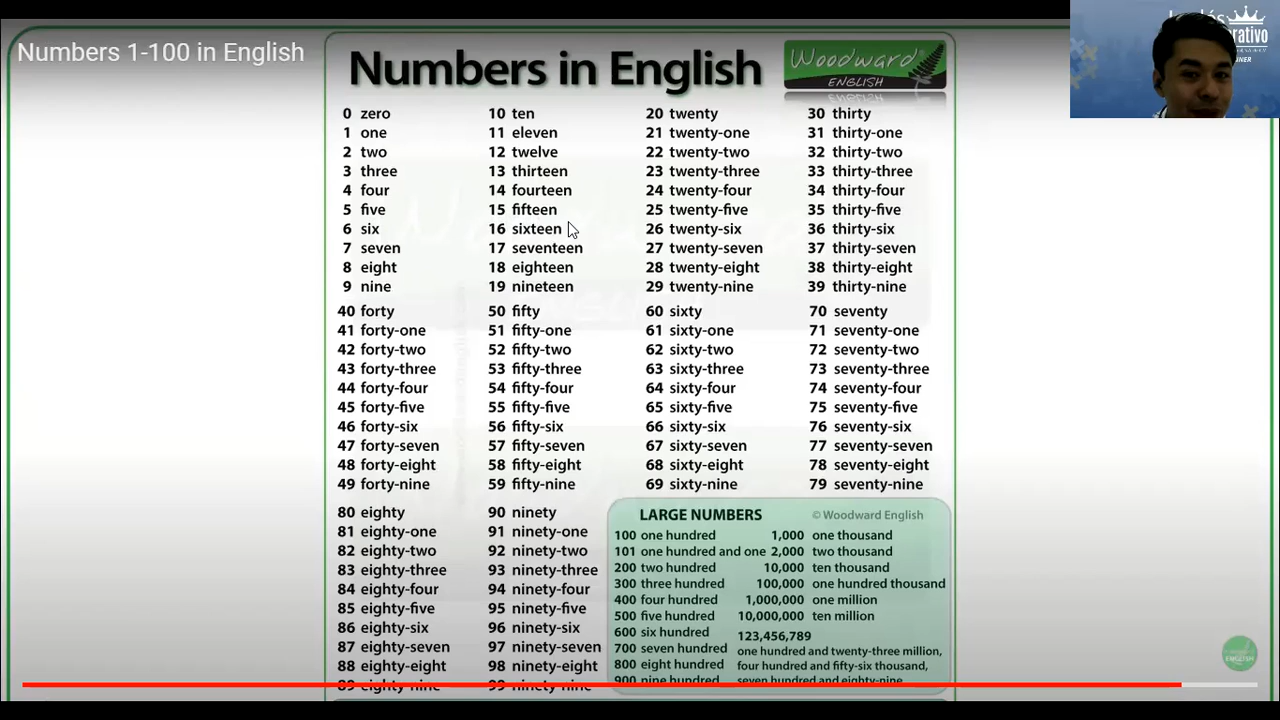 Numbers 1-100 in English
Numbers in English
Woodward®
ENGLISH
0 zero
1 one
2 two
3 three
4 four
5 five
6 six
7 seven
8 eight
9 nine
10 ten
11 eleven
12 twelve
13 thirteen
14 fourteen
15 fifteen
16 sixteen
17 seventeen
18 eighteen
19 nineteen
20 twenty
21 twenty-one
22 twenty-two
23 twenty-three
24 twenty-four
25 twenty-five
26 twenty-six
27 twenty-seven
28 twenty-eight
29 twenty-nine
30 thirty
31 thirty-one
32 thirty-two
33 thirty-three
34 thirty-four
35 thirty-five
36 thirty-six
37 thirty-seven
38 thirty-eight
39 thirty-nine
40 forty
41 forty-one
42 forty-two
43 forty-three
44 forty-four
45 forty-five
46 forty-six
47 forty-seven
48 forty-eight
49 forty-nine
50 fifty
51 fifty-one
52 fifty-two
53 fifty-three
54 fifty-four
55 fifty-five
56 fifty-six
57 fifty-seven
58 fifty-eight
59 fifty-nine
60 sixty
61 sixty-one
62 sixty-two
63 sixty-three
64 sixty-four
65 sixty-five
66 sixty-six
67 sixty-seven
68 sixty-eight
69 sixty-nine
70 seventy
71 seventy-one
72 seventy-two
73 seventy-three
74 seventy-four
75 seventy-five
76 seventy-six
77 seventy-seven
78 seventy-eight
79 seventy-nine
80 eighty
81 eighty-one
82 eighty-two
83 eighty-three
84 eighty-four
85 eighty-five
86 eighty-six
87 eighty-seven
88 eighty-eight
89 eighty-nine
90 ninety
91 ninety-one
92 ninety-two
93 ninety-three
94 ninety-four
95 ninety-five
96 ninety-six
97 ninety-seven
98 ninety-eight
99 ninety-nine
LARGE NUMBERS
© Woodward English
100 one hundred
101 one hundred and one
200 two hundred
300 three hundred
400 four hundred
500 five hundred
600 six hundred
700 seven hundred
800 eight hundred
900 nine hundred
1,000 one thousand
2,000 two thousand
10,000 ten thousand
100,000 one hundred thousand
1,000,000 one million
10,000,000 ten million
123,456,789
one hundred and twenty-three million,
four hundred and fifty-six thousand,
seven hundred and eighty-nine